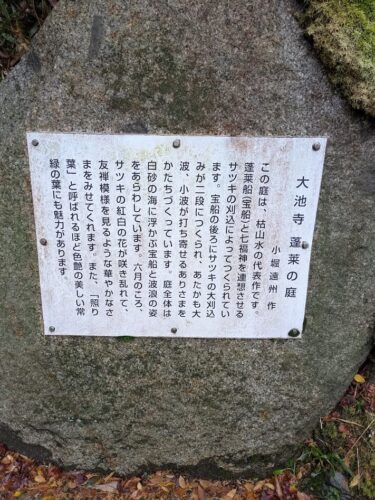 大池寺 蓬莱の庭
小堀遠州 作
この庭は、枯山水の代表作です。
蓬莱船（宝船）と七福神を連想させる
サツキの刈込によってつくられてい
ます。宝船の後ろにサツキの大刈込
みが二段につくられ、あたかも大
波、小波が打ち寄せるありさまを
かたちづくっています。庭全体は
白砂の海に浮かぶ宝船と波浪の姿
をあらわしています。六月のころ、
サツキの紅白の花が咲き乱れて、
友禅模様を見るような華やかなさ
まをみせてくれます。また、「照り
葉」と呼ばれるほど色艶の美しい常
緑の葉にも魅力があります。